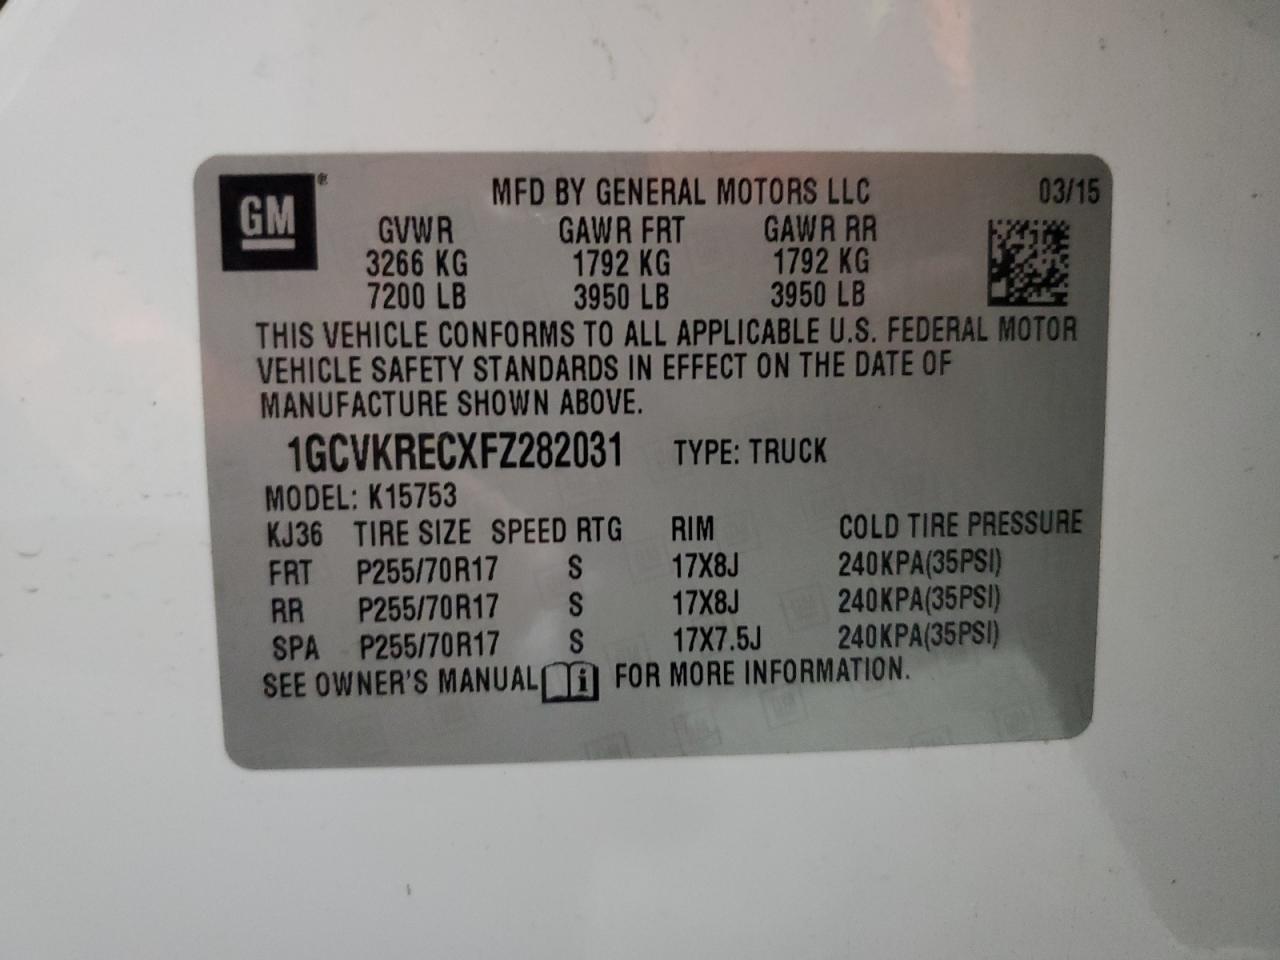 GM®
MFD BY GENERAL MOTORS LLC 03/15
GVWR GAWR FRT GAWR RR
3266 KG 1792 KG 1792 KG
7200 LB 3950 LB 3950 LB
THIS VEHICLE CONFORMS TO ALL APPLICABLE U.S. FEDERAL MOTOR
VEHICLE SAFETY STANDARDS IN EFFECT ON THE DATE OF
MANUFACTURE SHOWN ABOVE.
1GCVKRECXFZ282031 TYPE: TRUCK
MODEL: K15753
KJ36 TIRE SIZE SPEED RTG RIM COLD TIRE PRESSURE
FRT P255/70R17 S 17X8J 240KPA(35PSI)
RR P255/70R17 S 17X8J 240KPA(35PSI)
SPA P255/70R17 S 17X7.5J 240KPA(35PSI)
SEE OWNER'S MANUAL i FOR MORE INFORMATION.